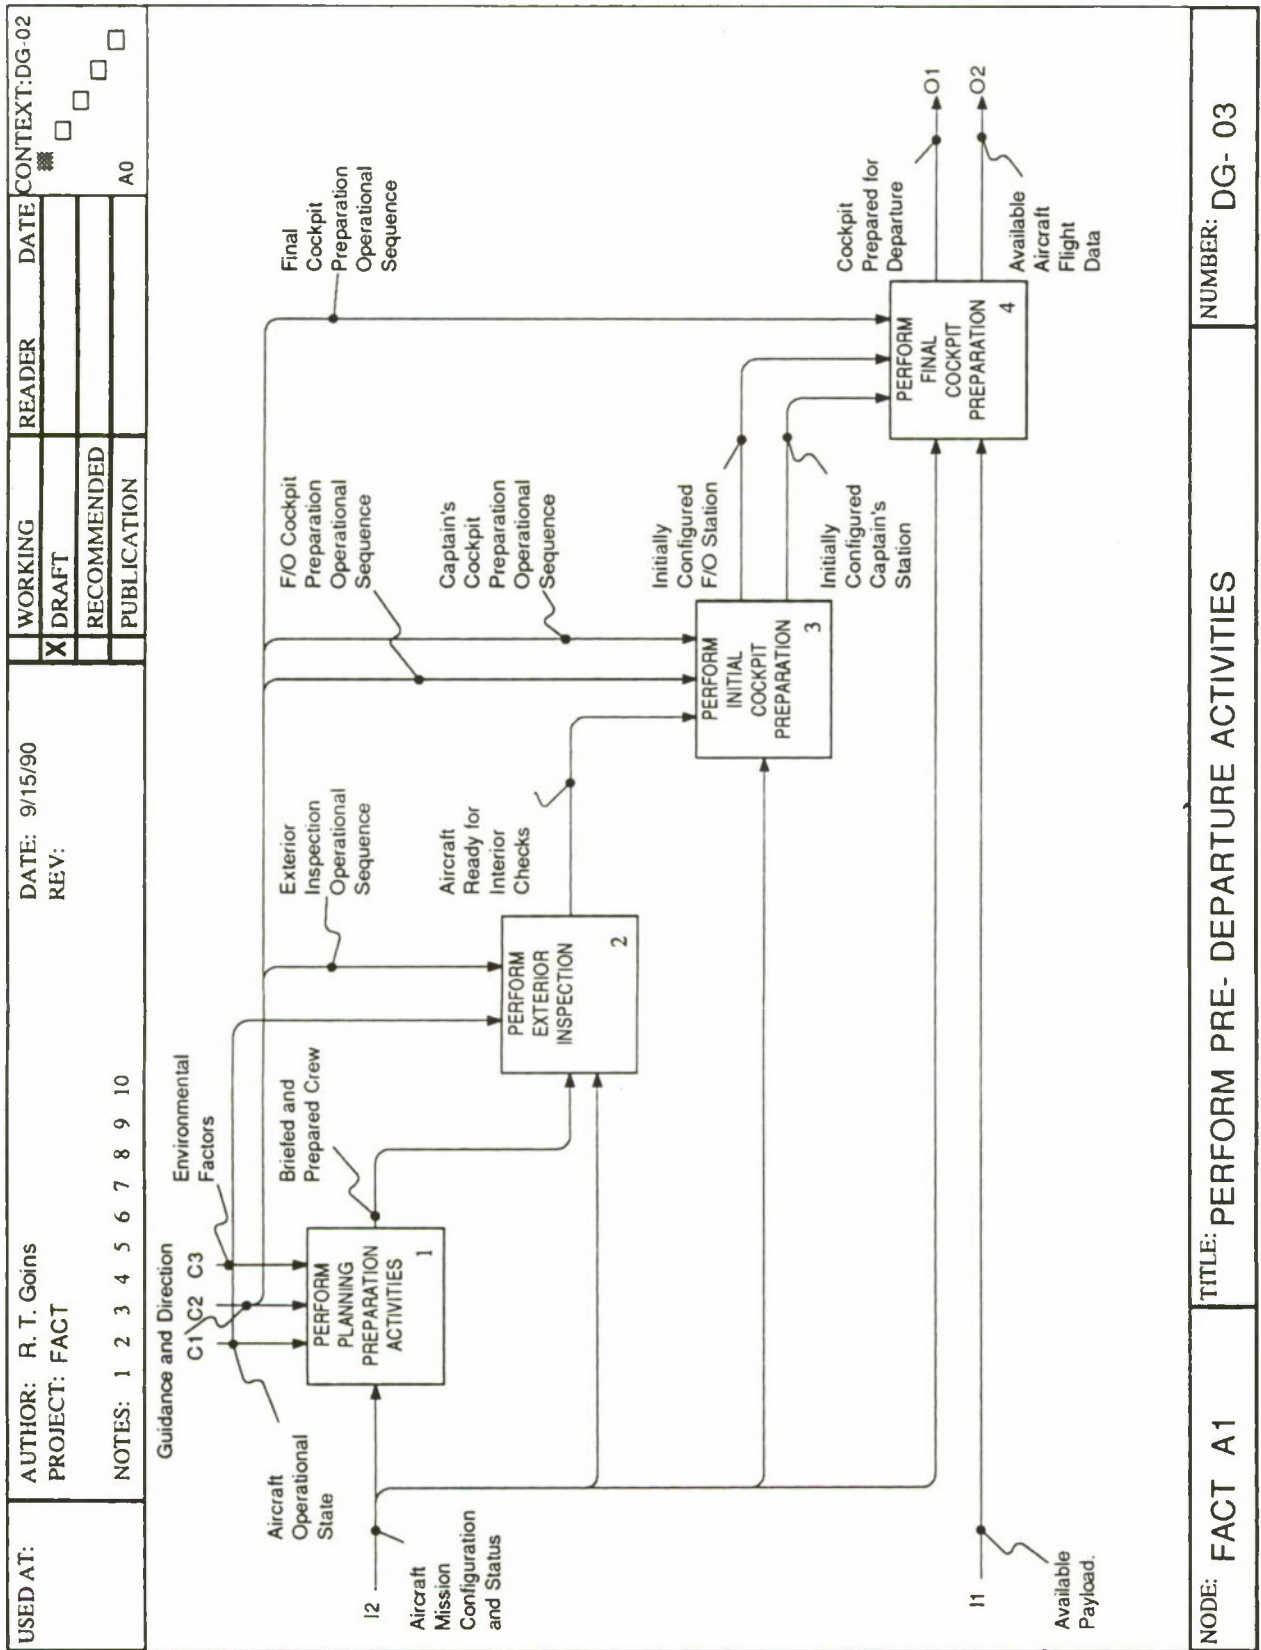 USED AT:
AUTHOR: R. T. Goins
PROJECT: FACT
NOTES: 1 2 3 4 5 6 7 8 9 10
DATE: 9/15/90
REV:
WORKING
X DRAFT
RECOMMENDED
PUBLICATION
READER
DATE
CONTEXT:DG-02
A0
Guidance and Direction
C1 C2 C3
Environmental
Factors
Aircraft
Operational
State
PERFORM
PLANNING
PREPARATION
ACTIVITIES
1
Briefed and
Prepared Crew
I2
Aircraft
Mission
Configuration
and Status
Exterior
Inspection
Operational
Sequence
PERFORM
EXTERIOR
INSPECTION
2
Aircraft
Ready for
Interior
Checks
F/O Cockpit
Preparation
Operational
Sequence
Captain's
Cockpit
Preparation
Operational
Sequence
PERFORM
INITIAL
COCKPIT
PREPARATION
3
Initially
Configured
F/O Station
Initially
Configured
Captain's
Station
Final
Cockpit
Preparation
Operational
Sequence
PERFORM
FINAL
COCKPIT
PREPARATION
4
Cockpit
Prepared for
Departure
O1
O2
Available
Aircraft
Flight
Data
I1
Available
Payload.
NODE: FACT A1
TITLE: PERFORM PRE- DEPARTURE ACTIVITIES
NUMBER: DG- 03